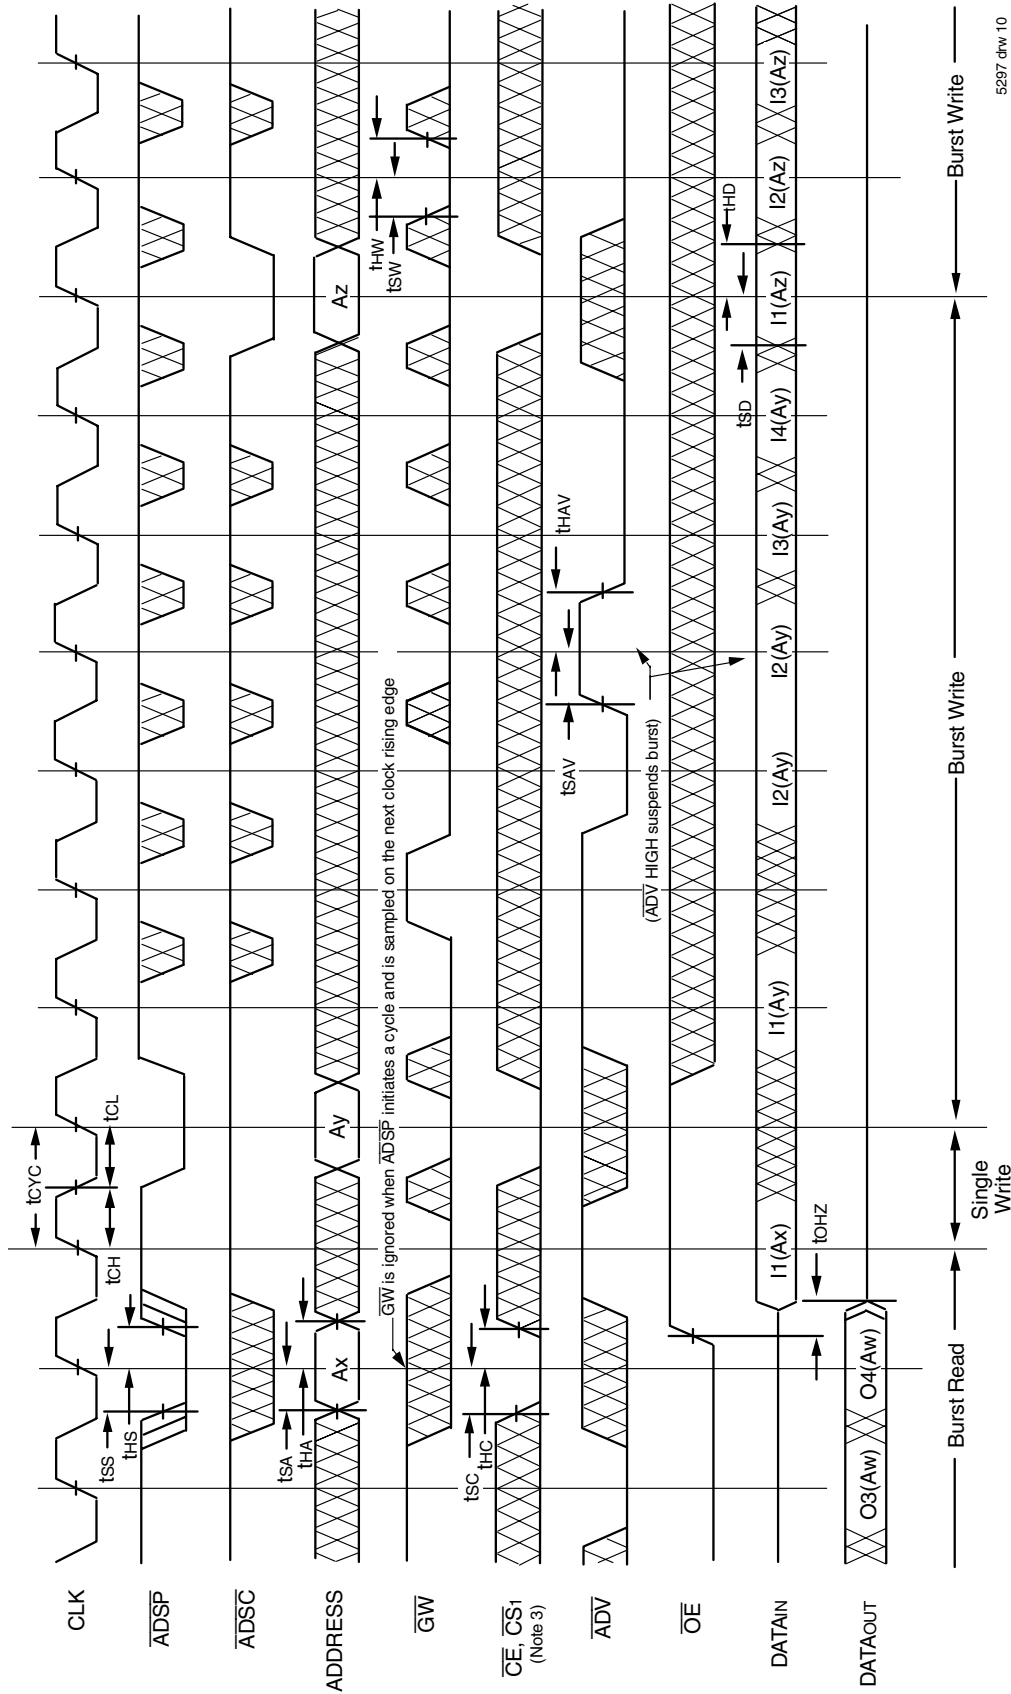 CLK
tCYC
tCH
tCL
ADSP
tSS
tHS
ADSC
ADDRESS
Ax
Ay
Az
tSA
tHA
GW
GW is ignored when ADSP initiates a cycle and is sampled on the next clock rising edge
tHW
tSW
CE, CS1
(Note 3)
tSC
tHC
ADV
tSAV
tHAV
(ADV HIGH suspends burst)
OE
DATAIN
I1(Ax)
I1(Ay)
I2(Ay)
I2(Ay)
I3(Ay)
I4(Ay)
I1(Az)
I2(Az)
I3(Az)
tSD
tHD
DATAOUT
O3(Aw)
O4(Aw)
tOHZ
Burst Read
Single
Write
Burst Write
Burst Write
5297 drw 10